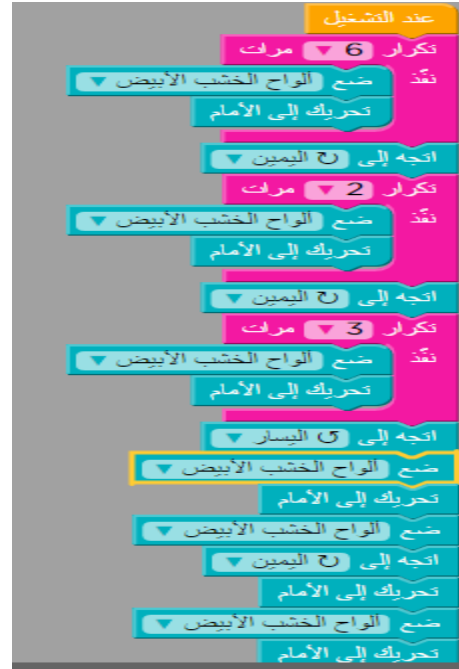 عند التشغيل
تكرار 6 مرات
نفّذ ضع ألواح الخشب الأبيض
تحريك إلى الأمام
اتجه إلى اليمين
تكرار 2 مرات
نفّذ ضع ألواح الخشب الأبيض
تحريك إلى الأمام
اتجه إلى اليمين
تكرار 3 مرات
نفّذ ضع ألواح الخشب الأبيض
تحريك إلى الأمام
اتجه إلى اليسار
ضع ألواح الخشب الأبيض
تحريك إلى الأمام
ضع ألواح الخشب الأبيض
اتجه إلى اليمين
تحريك إلى الأمام
ضع ألواح الخشب الأبيض
تحريك إلى الأمام